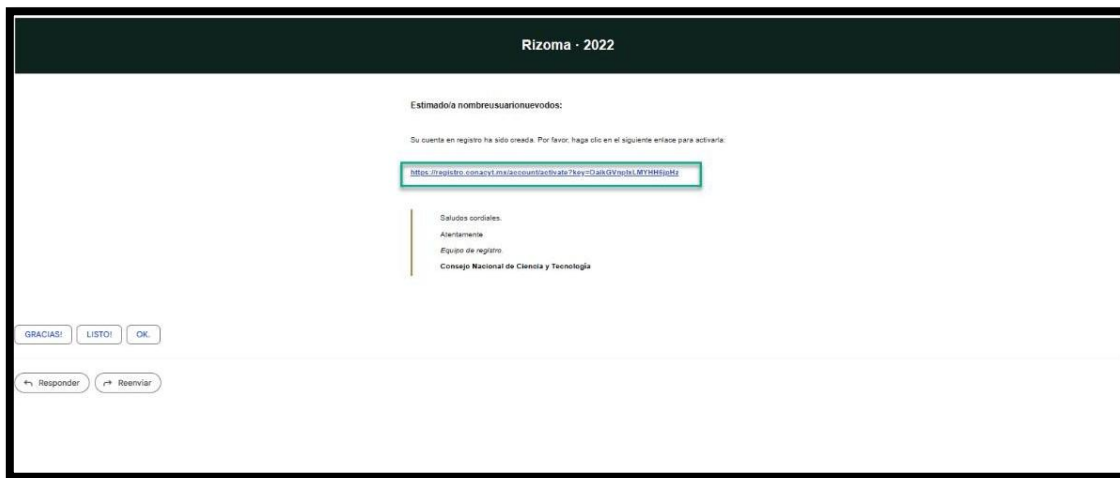 Rizoma · 2022
Estimado/a nombreusuarionuevodos:
Su cuenta en registro ha sido creada. Por favor, haga clic en el siguiente enlace para activarla:
https://registro.conacyt.mx/account/activate?key=
Saludos cordiales.
Atentamente
Equipo de registro
Consejo Nacional de Ciencia y Tecnología
GRACIAS! LISTO! OK.
Responder Reenviar